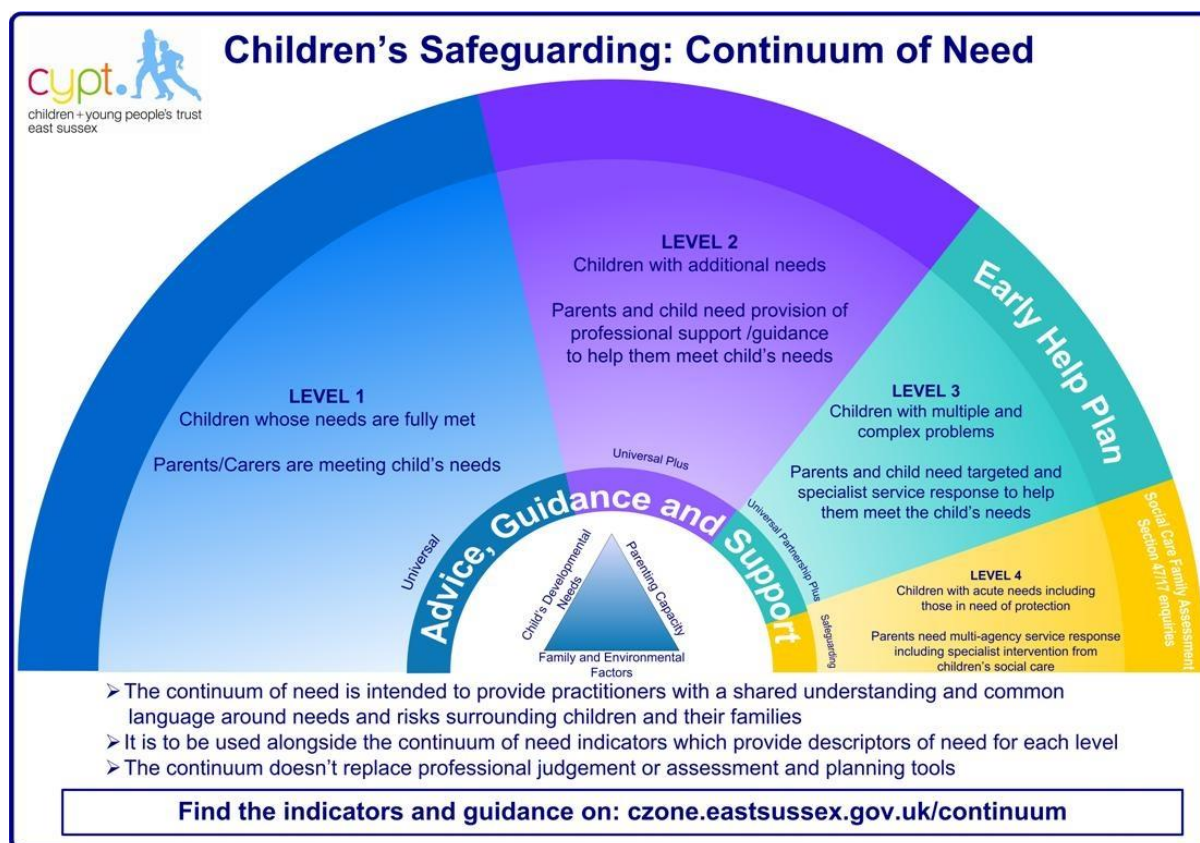 Children's Safeguarding: Continuum of Need
cypt.
children + young people's trust
east sussex
LEVEL 1
Children whose needs are fully met
Parents/Carers are meeting child's needs
LEVEL 2
Children with additional needs
Parents and child need provision of
professional support /guidance
to help them meet child's needs
Early Help Plan
LEVEL 3
Children with multiple and
complex problems
Parents and child need targeted and
specialist service response to help
them meet the child's needs
Social Care Family Assessment
Section 47/17 enquiries
LEVEL 4
Children with acute needs including
those in need of protection
Parents need multi-agency service response
including specialist intervention from
children's social care
Universal
Universal Plus
Universal Partnership Plus
Safeguarding
Advice, Guidance and Support
Child's Developmental
Needs
Parenting Capacity
Family and Environmental
Factors
➤ The continuum of need is intended to provide practitioners with a shared understanding and common
language around needs and risks surrounding children and their families
➤ It is to be used alongside the continuum of need indicators which provide descriptors of need for each level
➤ The continuum doesn't replace professional judgement or assessment and planning tools
Find the indicators and guidance on: czone.eastsussex.gov.uk/continuum